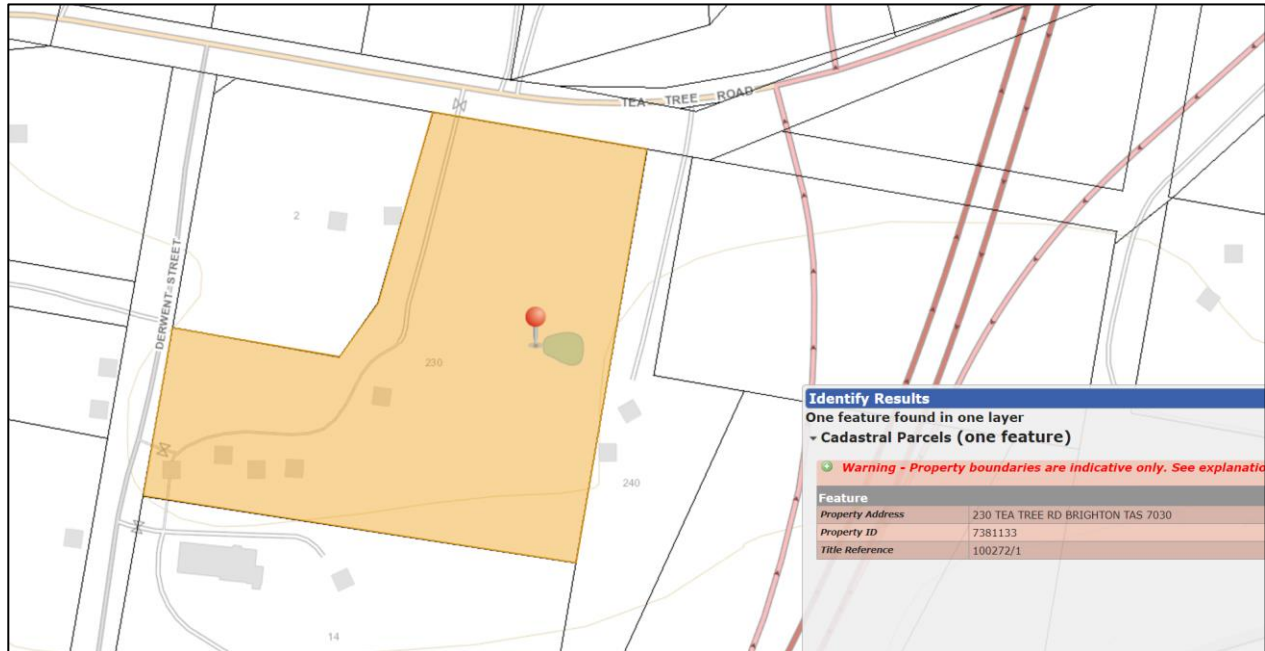 TEA TREE ROAD
2
DERWENT STREET
230
240
14
Identify Results
One feature found in one layer
Cadastral Parcels (one feature)
Warning - Property boundaries are indicative only. See explanatio
Feature
Property Address 230 TEA TREE RD BRIGHTON TAS 7030
Property ID 7381133
Title Reference 100272/1